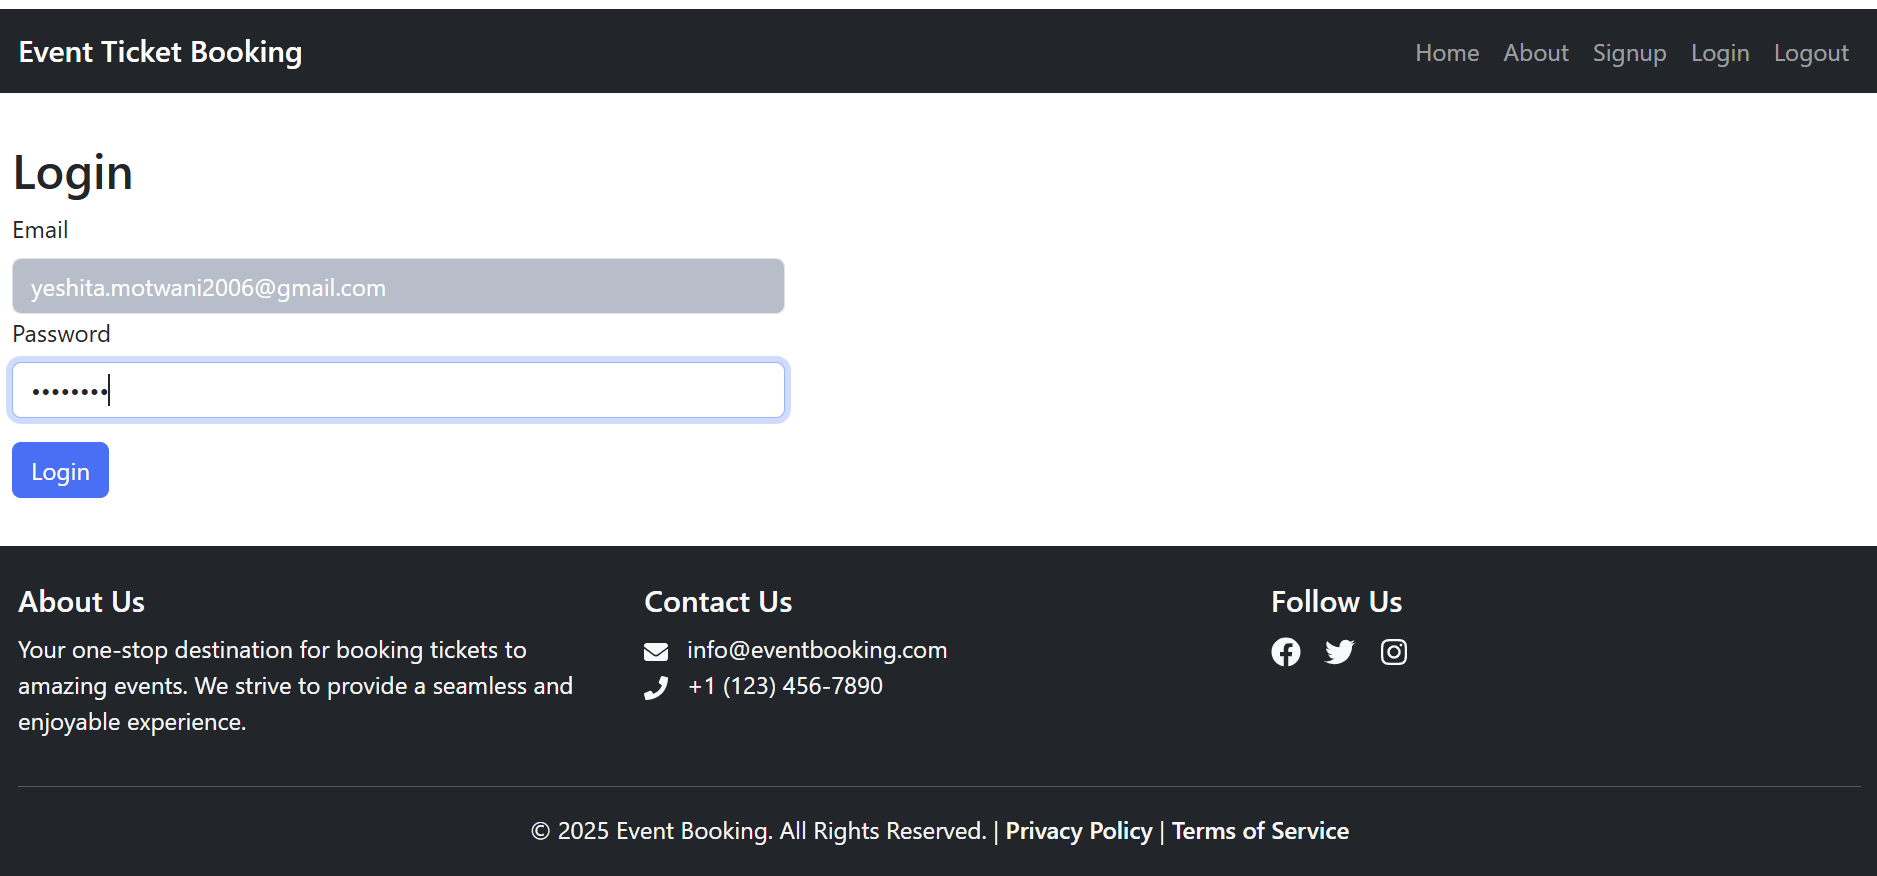 Event Ticket Booking
Home About Signup Login Logout
Login
Email
yeshita.motwani2006@gmail.com
Password
••••••••
Login
About Us
Your one-stop destination for booking tickets to
amazing events. We strive to provide a seamless and
enjoyable experience.
Contact Us
info@eventbooking.com
+1 (123) 456-7890
Follow Us
© 2025 Event Booking. All Rights Reserved. | Privacy Policy | Terms of Service